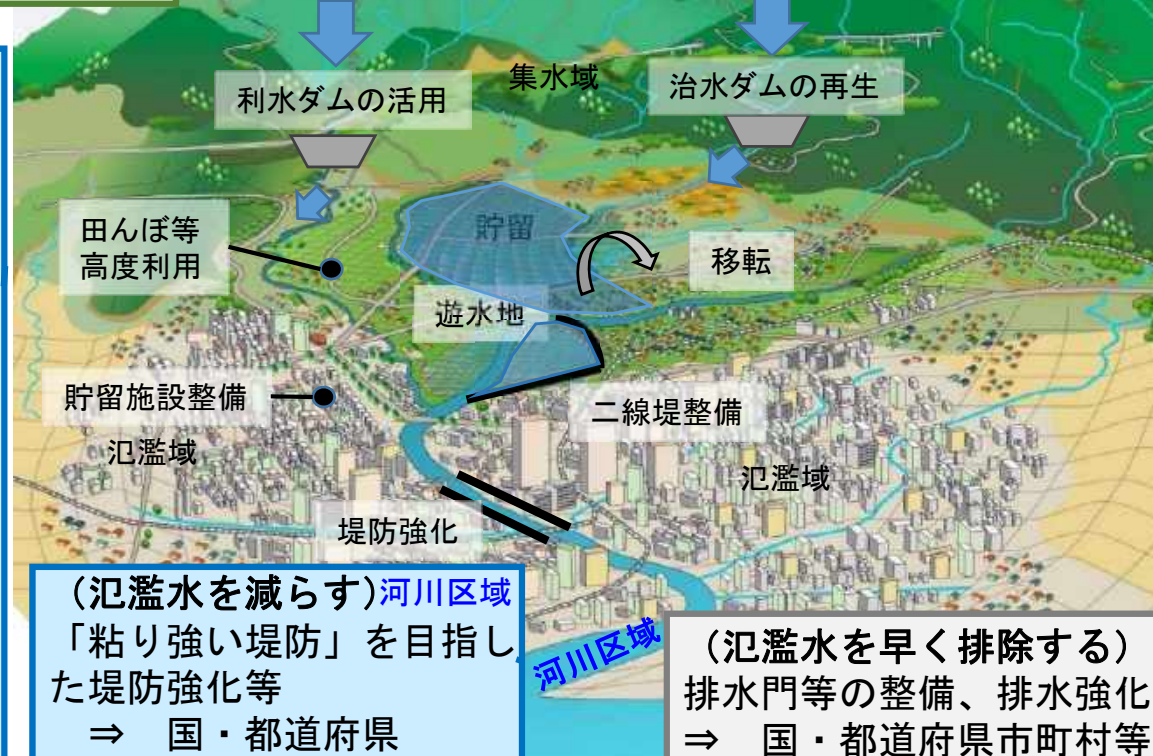 集水域
利水ダムの活用
治水ダムの再生
田んぼ等
高度利用
貯留
移転
遊水地
貯留施設整備
二線堤整備
氾濫域
氾濫域
堤防強化
(氾濫水を減らす)河川区域
「粘り強い堤防」を目指し
た堤防強化等
⇒ 国・都道府県
河川区域
(氾濫水を早く排除する)
排水門等の整備、排水強化
⇒ 国・都道府県市町村等